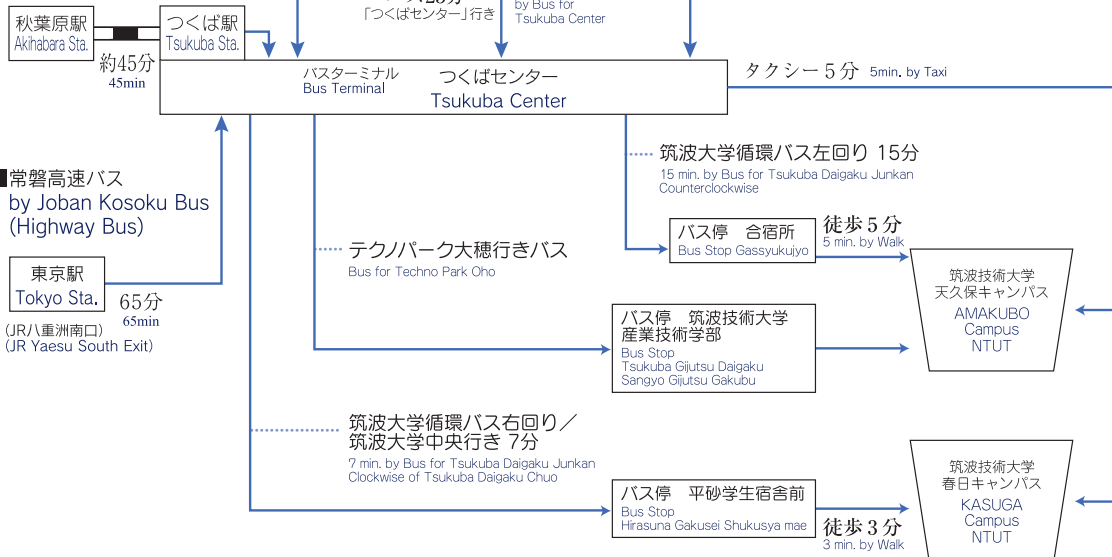 「つくばセンター」行き
by Bus for
Tsukuba Center
秋葉原駅
Akihabara Sta.
つくば駅
Tsukuba Sta.
約45分
45min
バスターミナル
Bus Terminal
つくばセンター
Tsukuba Center
タクシー5分 5min. by Taxi
筑波大学循環バス左回り 15分
15 min. by Bus for Tsukuba Daigaku Junkan
Counterclockwise
常磐高速バス
by Joban Kosoku Bus
(Highway Bus)
東京駅
Tokyo Sta.
65分
65min
(JR八重洲南口)
(JR Yaesu South Exit)
テクノパーク大穂行きバス
Bus for Techno Park Oho
バス停 合宿所
Bus Stop Gassyukujyo
徒歩5分
5 min. by Walk
筑波技術大学
天久保キャンパス
AMAKUBO
Campus
NTUT
バス停 筑波技術大学
産業技術学部
Bus Stop
Tsukuba Gijutsu Daigaku
Sangyo Gijutsu Gakubu
筑波大学循環バス右回り／
筑波大学中央行き 7分
7 min. by Bus for Tsukuba Daigaku Junkan
Clockwise of Tsukuba Daigaku Chuo
バス停 平砂学生宿舎前
Bus Stop
Hirasuna Gakusei Shukusya mae
徒歩3分
3 min. by Walk
筑波技術大学
春日キャンパス
KASUGA
Campus
NTUT